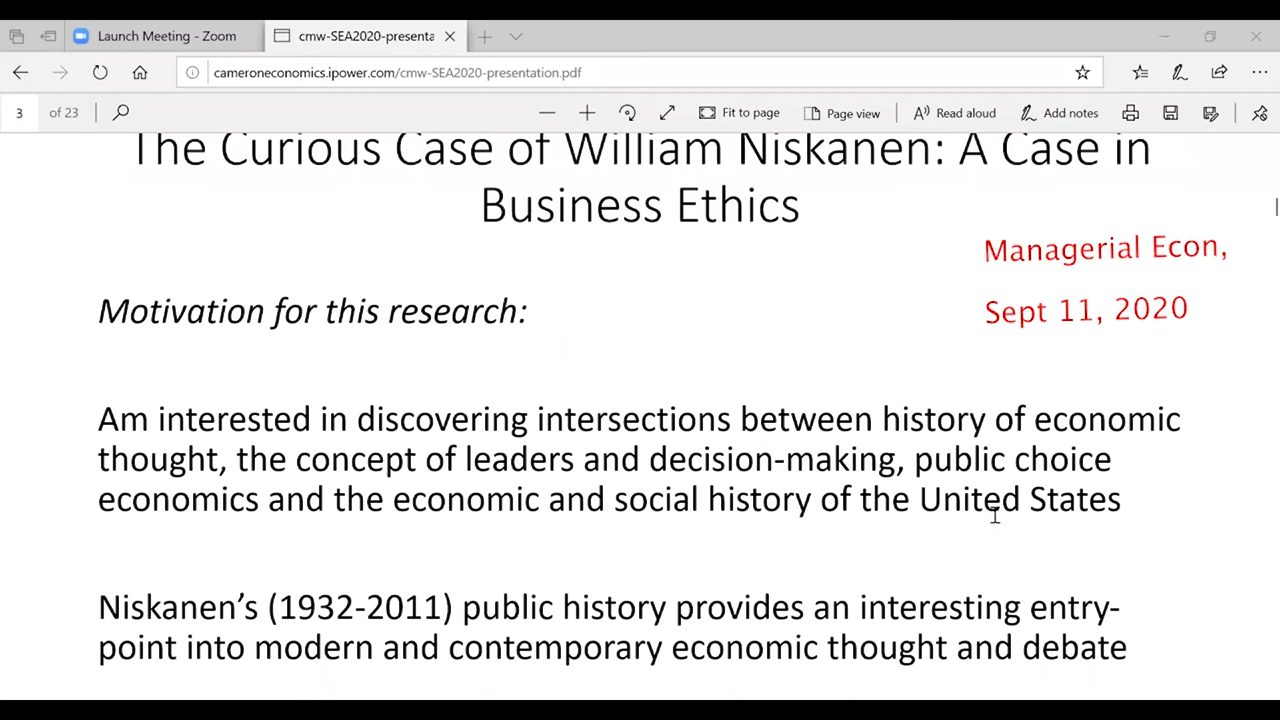 Launch Meeting - Zoom
cmw-SEA2020-presenta
cameroneconomics.ipower.com/cmw-SEA2020-presentation.pdf
3 of 23
Fit to page
Page view
Read aloud
Add notes
The Curious Case of William Niskanen: A Case in
Business Ethics
Managerial Econ,
Sept 11, 2020
Motivation for this research:
Am interested in discovering intersections between history of economic
thought, the concept of leaders and decision-making, public choice
economics and the economic and social history of the United States
Niskanen’s (1932-2011) public history provides an interesting entry-
point into modern and contemporary economic thought and debate